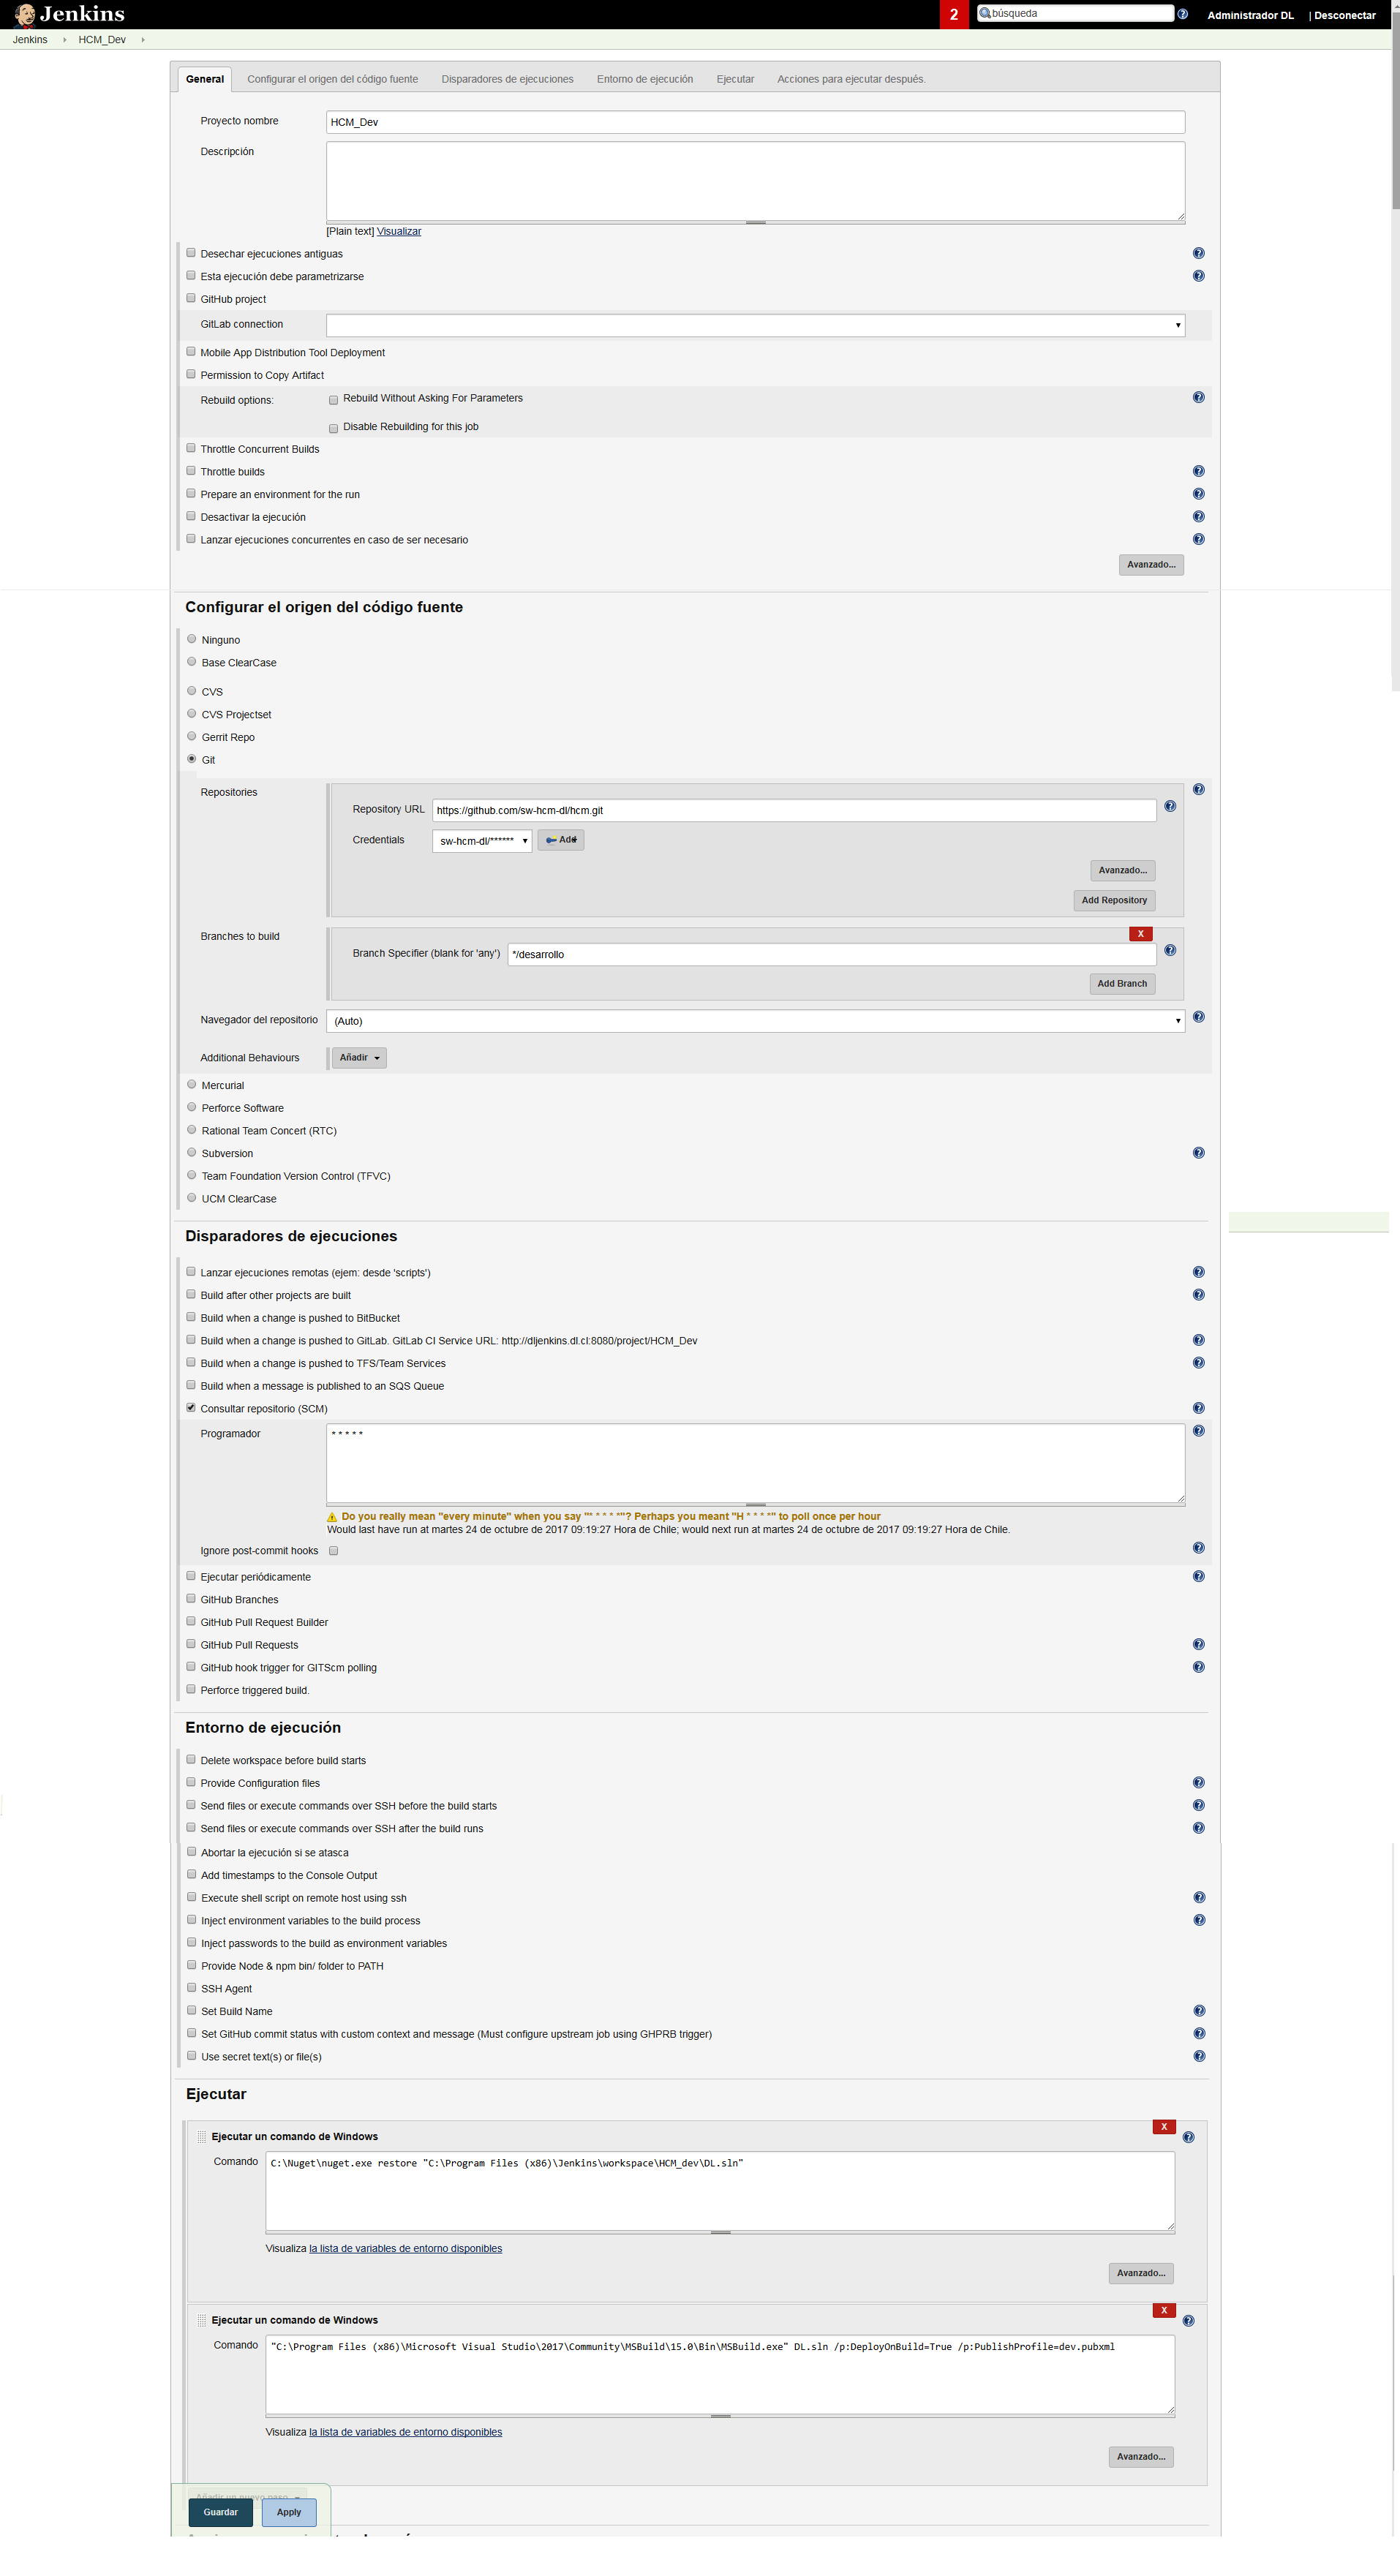 Jenkins
2
búsqueda
Administrador DL
| Desconectar
Jenkins
HCM_Dev
General
Configurar el origen del código fuente
Disparadores de ejecuciones
Entorno de ejecución
Ejecutar
Acciones para ejecutar después.
Proyecto nombre
HCM_Dev
Descripción
[Plain text] Visualizar
Desechar ejecuciones antiguas
Esta ejecución debe parametrizarse
GitHub project
GitLab connection
Mobile App Distribution Tool Deployment
Permission to Copy Artifact
Rebuild options:
Rebuild Without Asking For Parameters
Disable Rebuilding for this job
Throttle Concurrent Builds
Throttle builds
Prepare an environment for the run
Desactivar la ejecución
Lanzar ejecuciones concurrentes en caso de ser necesario
Avanzado...
Configurar el origen del código fuente
Ninguno
Base ClearCase
CVS
CVS Projectset
Gerrit Repo
Git
Repositories
Repository URL
https://github.com/sw-hcm-dl/hcm.git
Credentials
sw-hcm-dl/******
Add
Avanzado...
Add Repository
Branches to build
X
Branch Specifier (blank for 'any')
*/desarrollo
Add Branch
Navegador del repositorio
(Auto)
Additional Behaviours
Añadir
Mercurial
Perforce Software
Rational Team Concert (RTC)
Subversion
Team Foundation Version Control (TFVC)
UCM ClearCase
Disparadores de ejecuciones
Lanzar ejecuciones remotas (ejem: desde 'scripts')
Build after other projects are built
Build when a change is pushed to BitBucket
Build when a change is pushed to GitLab. GitLab CI Service URL: http://dljenkins.dl.cl:8080/project/HCM_Dev
Build when a change is pushed to TFS/Team Services
Build when a message is published to an SQS Queue
Consultar repositorio (SCM)
Programador
* * * * *
Do you really mean "every minute" when you say "* * * * *"? Perhaps you meant "H * * * *" to poll once per hour
Would last have run at martes 24 de octubre de 2017 09:19:27 Hora de Chile; would next run at martes 24 de octubre de 2017 09:19:27 Hora de Chile.
Ignore post-commit hooks
Ejecutar periódicamente
GitHub Branches
GitHub Pull Request Builder
GitHub Pull Requests
GitHub hook trigger for GITScm polling
Perforce triggered build.
Entorno de ejecución
Delete workspace before build starts
Provide Configuration files
Send files or execute commands over SSH before the build starts
Send files or execute commands over SSH after the build runs
Abortar la ejecución si se atasca
Add timestamps to the Console Output
Execute shell script on remote host using ssh
Inject environment variables to the build process
Inject passwords to the build as environment variables
Provide Node & npm bin/ folder to PATH
SSH Agent
Set Build Name
Set GitHub commit status with custom context and message (Must configure upstream job using GHPRB trigger)
Use secret text(s) or file(s)
Ejecutar
X
Ejecutar un comando de Windows
Comando
C:\Nuget\nuget.exe restore "C:\Program Files (x86)\Jenkins\workspace\HCM_dev\DL.sln"
Visualiza la lista de variables de entorno disponibles
Avanzado...
X
Ejecutar un comando de Windows
Comando
"C:\Program Files (x86)\Microsoft Visual Studio\2017\Community\MSBuild\15.0\Bin\MSBuild.exe" DL.sln /p:DeployOnBuild=True /p:PublishProfile=dev.pubxml
Visualiza la lista de variables de entorno disponibles
Avanzado...
Añadir un nuevo paso
Guardar
Apply